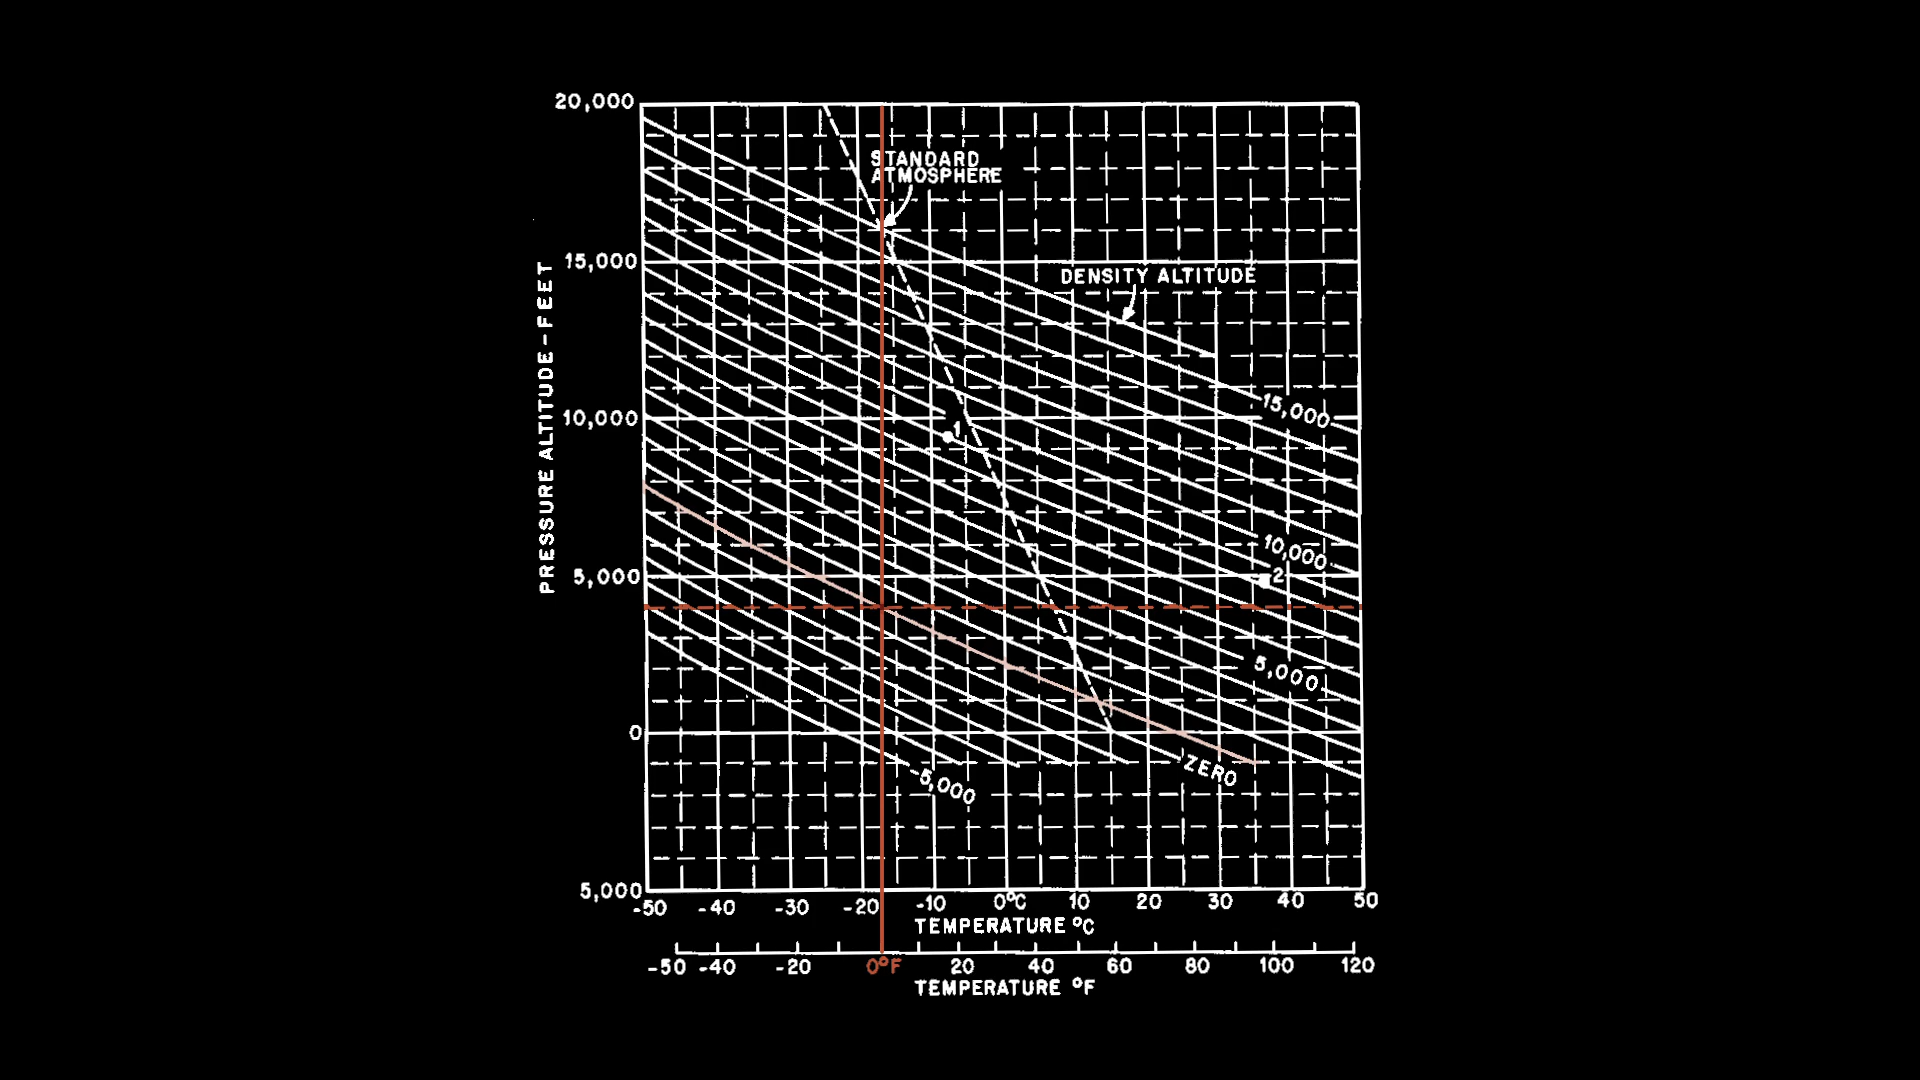 20,000
STANDARD
ATMOSPHERE
15,000
DENSITY ALTITUDE
15,000
10,000
1
10,000
2
5,000
5,000
0
ZERO
-5,000
5,000
PRESSURE ALTITUDE-FEET
-50 -40 -30 -20 -10 0°C 10 20 30 40 50
TEMPERATURE °C
-50 -40 -20 0°F 20 40 60 80 100 120
TEMPERATURE °F